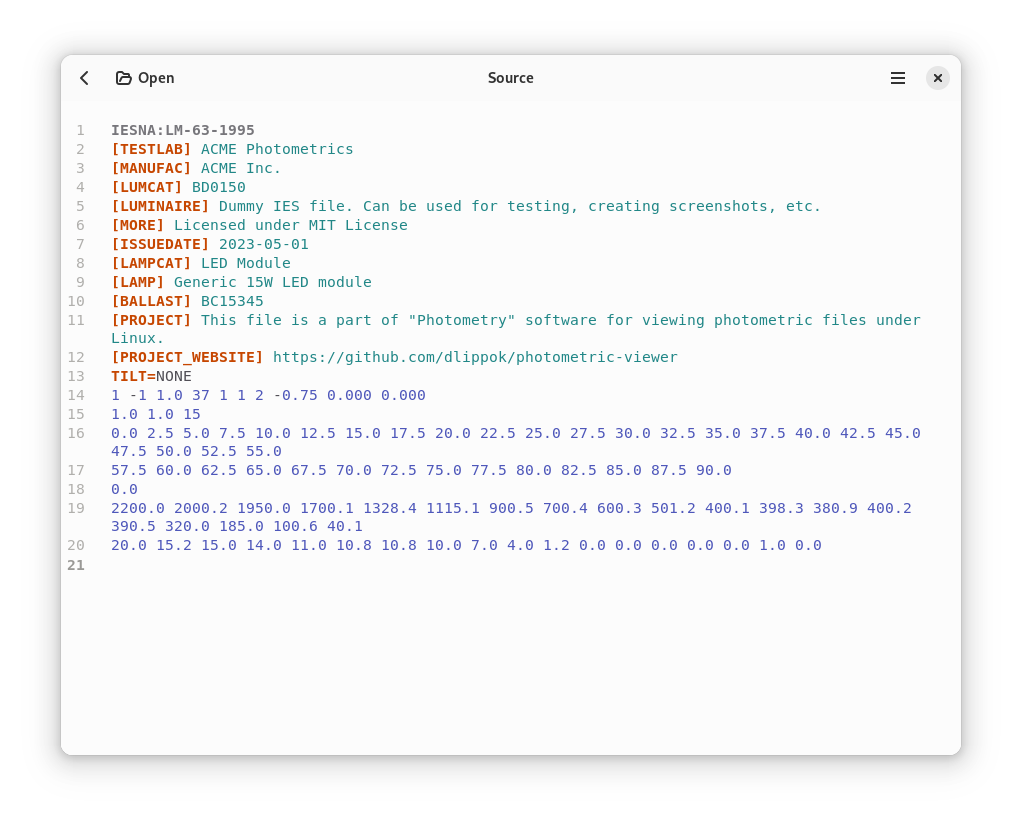 Open
Source
1 IESNA:LM-63-1995
2 [TESTLAB] ACME Photometrics
3 [MANUFAC] ACME Inc.
4 [LUMCAT] BD0150
5 [LUMINAIRE] Dummy IES file. Can be used for testing, creating screenshots, etc.
6 [MORE] Licensed under MIT License
7 [ISSUEDATE] 2023-05-01
8 [LAMPCAT] LED Module
9 [LAMP] Generic 15W LED module
10 [BALLAST] BC15345
11 [PROJECT] This file is a part of "Photometry" software for viewing photometric files under
Linux.
12 [PROJECT_WEBSITE] https://github.com/dlippok/photometric-viewer
13 TILT=NONE
14 1 -1 1.0 37 1 1 2 -0.75 0.000 0.000
15 1.0 1.0 15
16 0.0 2.5 5.0 7.5 10.0 12.5 15.0 17.5 20.0 22.5 25.0 27.5 30.0 32.5 35.0 37.5 40.0 42.5 45.0
47.5 50.0 52.5 55.0
17 57.5 60.0 62.5 65.0 67.5 70.0 72.5 75.0 77.5 80.0 82.5 85.0 87.5 90.0
18 0.0
19 2200.0 2000.2 1950.0 1700.1 1328.4 1115.1 900.5 700.4 600.3 501.2 400.1 398.3 380.9 400.2
390.5 320.0 185.0 100.6 40.1
20 20.0 15.2 15.0 14.0 11.0 10.8 10.8 10.0 7.0 4.0 1.2 0.0 0.0 0.0 0.0 0.0 1.0 0.0
21